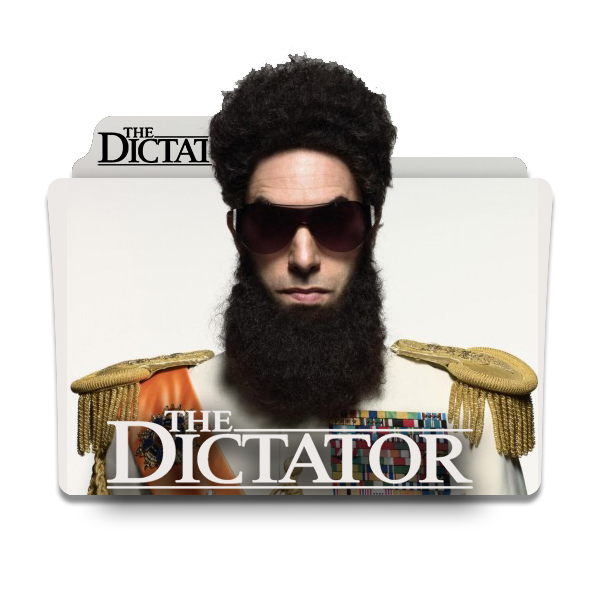 THE
DICTAT
THE
DICTATOR